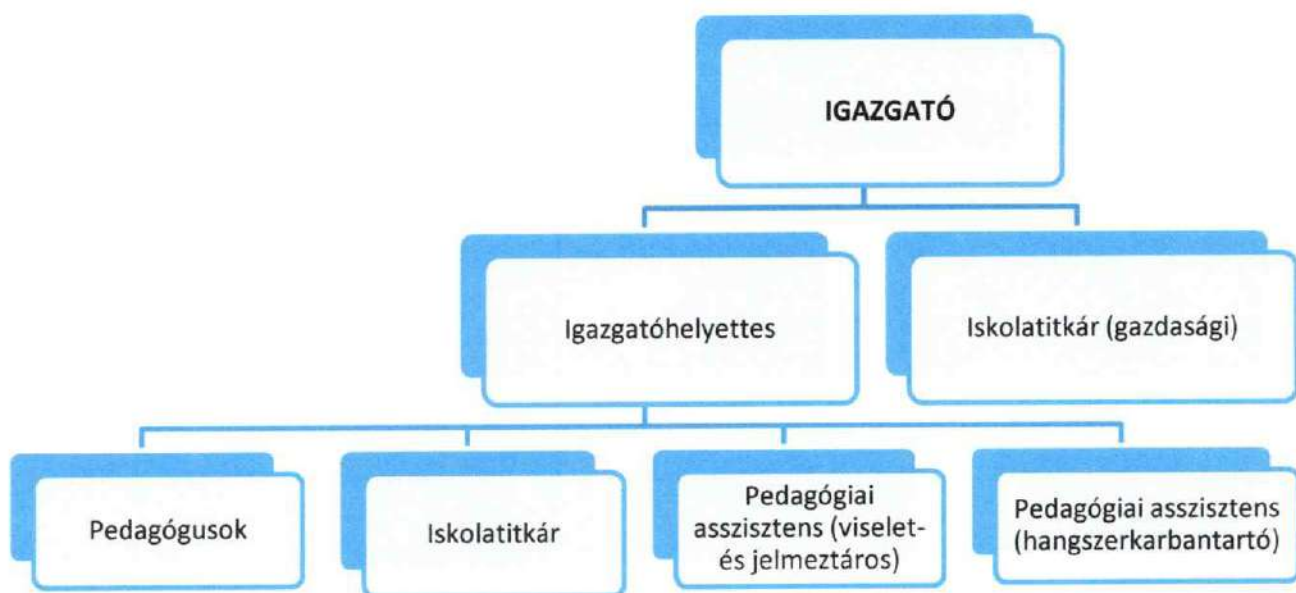 IGAZGATÓ
Igazgatóhelyettes
Iskolatitkár (gazdasági)
Pedagógusok
Iskolatitkár
Pedagógiai
asszisztens (viselet-
és jelmeztáros)
Pedagógiai asszisztens
(hangszerkarbantartó)